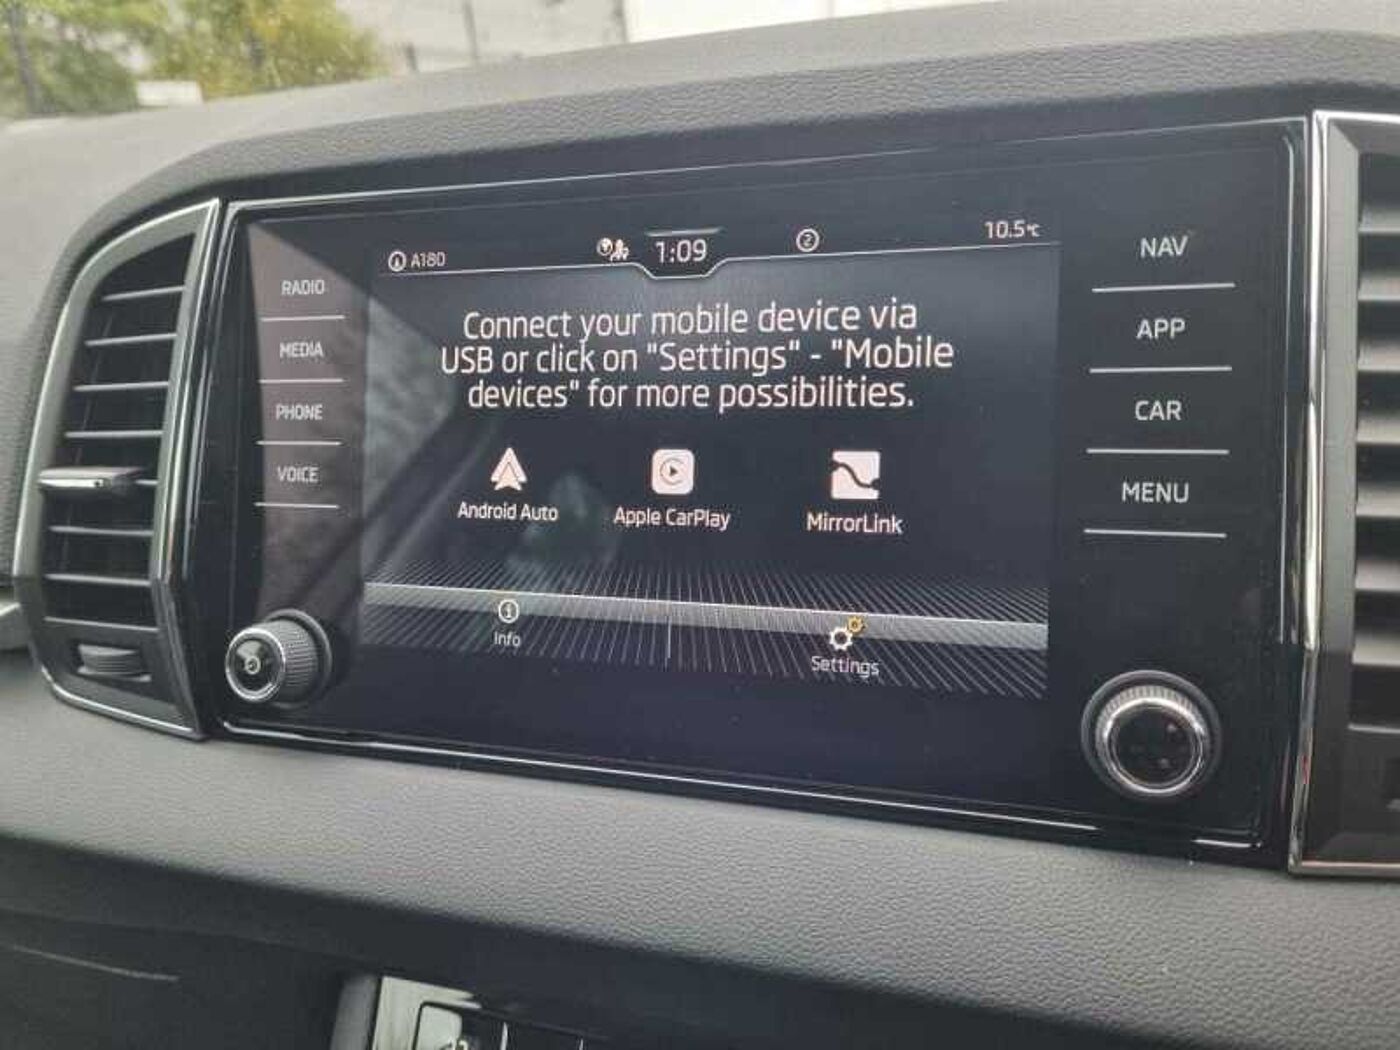 A180
1:09
2
10.5℃
RADIO
MEDIA
PHONE
VOICE
Connect your mobile device via
USB or click on "Settings" - "Mobile
devices" for more possibilities.
Android Auto
Apple CarPlay
MirrorLink
Info
Settings
NAV
APP
CAR
MENU